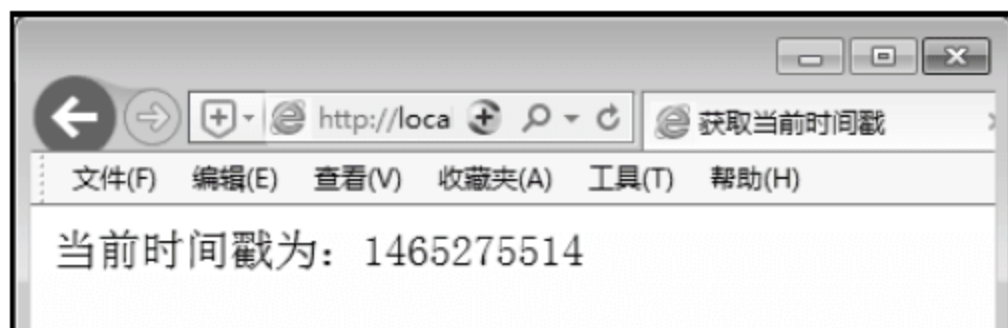 http://loca
获取当前时间戳
文件(F) 编辑(E) 查看(V) 收藏夹(A) 工具(T) 帮助(H)
当前时间戳为：1465275514